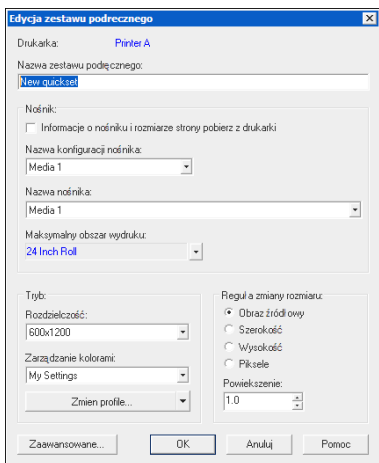 Edycja zestawu podrecznego
Drukarka: Printer A
Nazwa zestawu podręcznego:
New quickset
Nośnik:
Informacje o nośniku i rozmiarze strony pobierz z drukarki
Nazwa konfiguracji nośnika:
Media 1
Nazwa nośnika:
Media 1
Maksymalny obszar wydruku:
24 Inch Roll
Tryb:
Rozdzielczość:
600x1200
Zarządzanie kolorami:
My Settings
Zmien profile...
Reguła zmiany rozmiaru:
Obraz źródłowy
Szerokość
Wysokość
Piksele
Powiekszenie:
1.0
Zaawansowane... OK Anuluj Pomoc